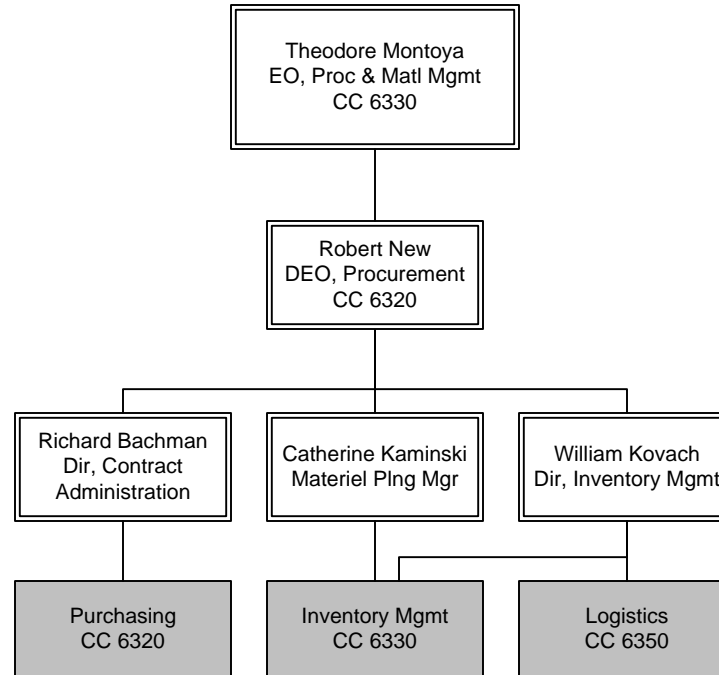 Theodore Montoya
EO, Proc & Matl Mgmt
CC 6330
Robert New
DEO, Procurement
CC 6320
Richard Bachman
Dir, Contract
Administration
Catherine Kaminski
Materiel Plng Mgr
William Kovach
Dir, Inventory Mgmt
Purchasing
CC 6320
Inventory Mgmt
CC 6330
Logistics
CC 6350